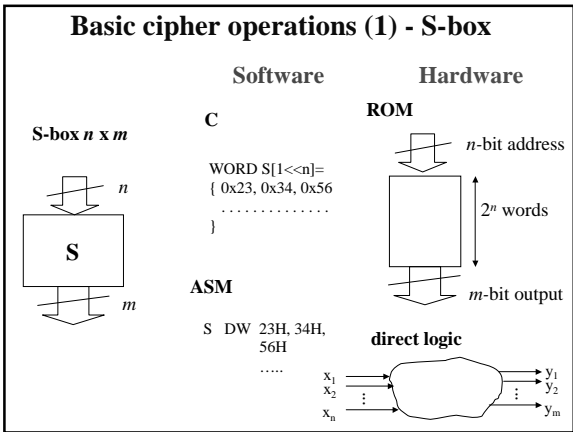 Basic cipher operations (1) - S-box
Software
Hardware
S-box n x m
n
S
m
C
WORD S[1<<n]=
{ 0x23, 0x34, 0x56
. . . . . . . . . . . . . .
}
ASM
S DW 23H, 34H,
56H
…..
ROM
n-bit address
2ⁿ words
m-bit output
direct logic
x₁
x₂
⋮
xₙ
y₁
y₂
⋮
yₘ